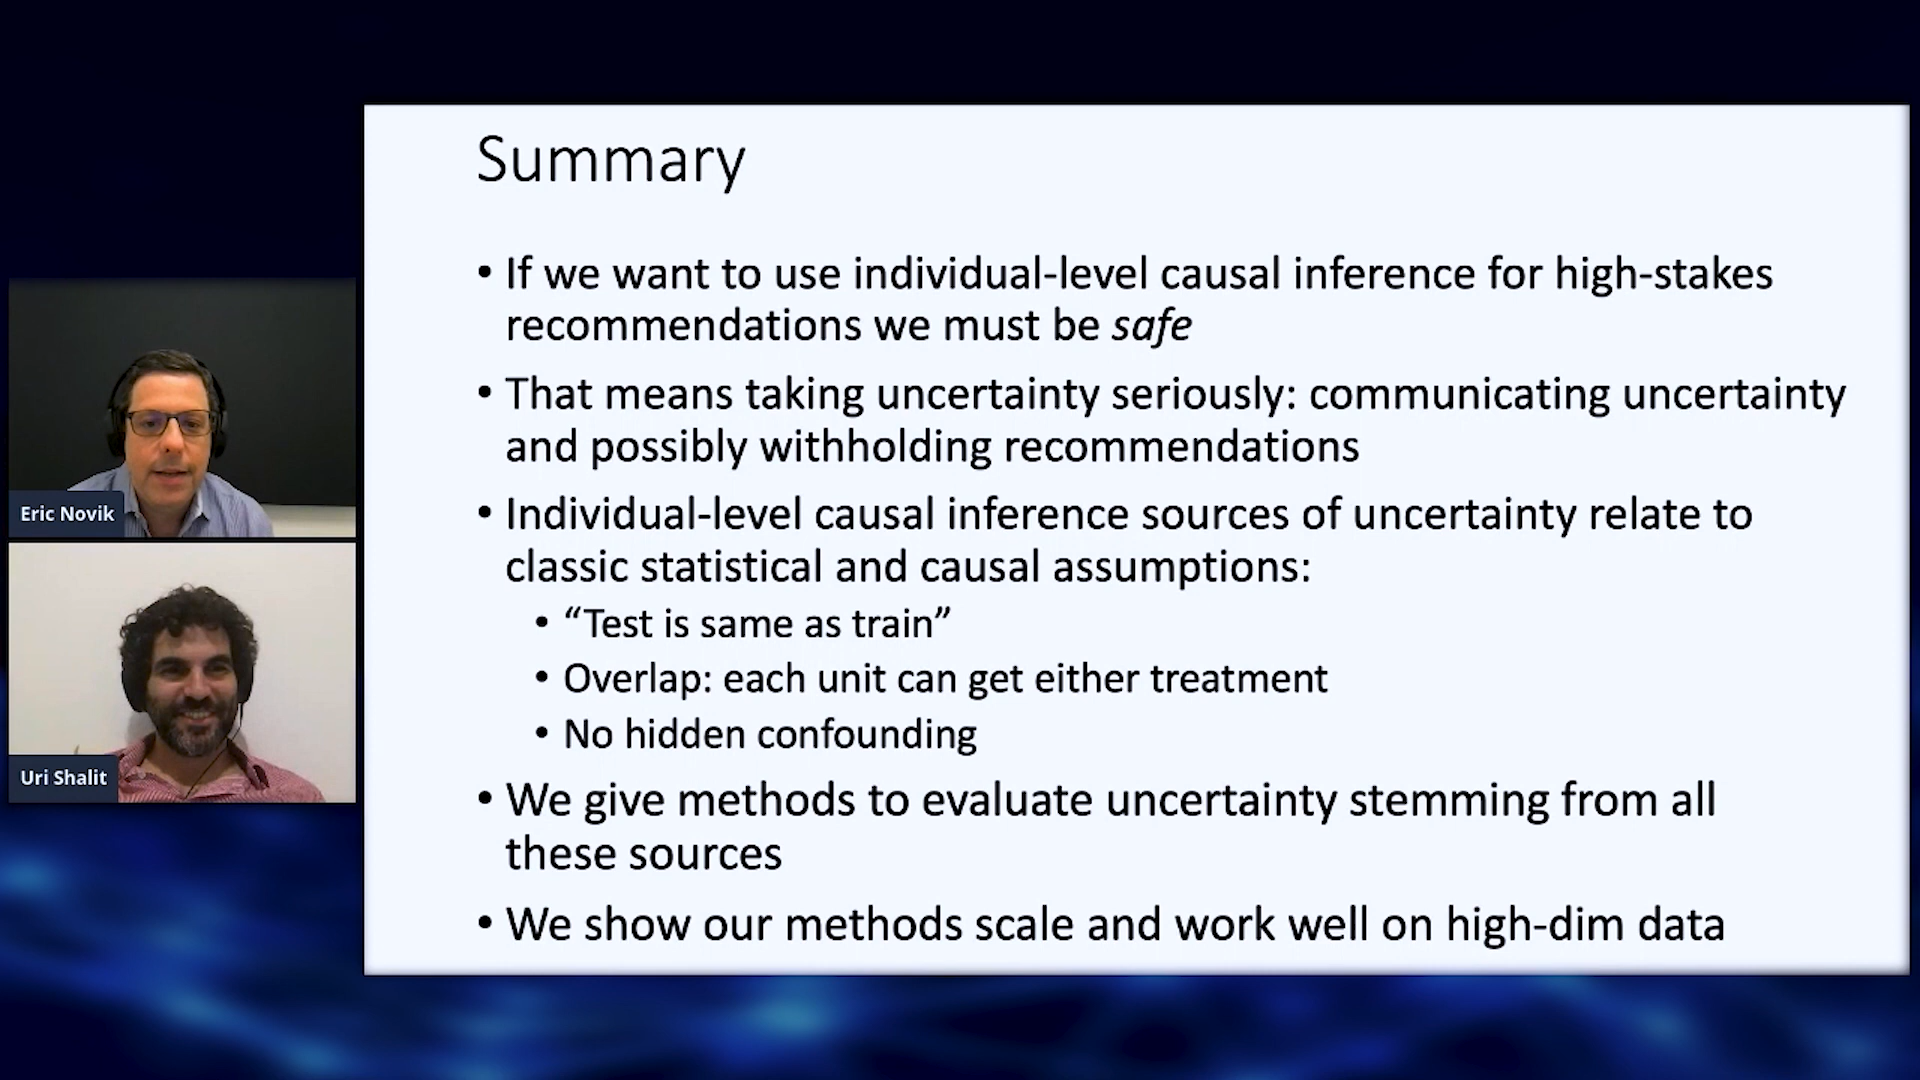 Summary
• If we want to use individual-level causal inference for high-stakes
recommendations we must be safe
• That means taking uncertainty seriously: communicating uncertainty
and possibly withholding recommendations
• Individual-level causal inference sources of uncertainty relate to
classic statistical and causal assumptions:
• “Test is same as train”
• Overlap: each unit can get either treatment
• No hidden confounding
• We give methods to evaluate uncertainty stemming from all
these sources
• We show our methods scale and work well on high-dim data
Eric Novik
Uri Shalit